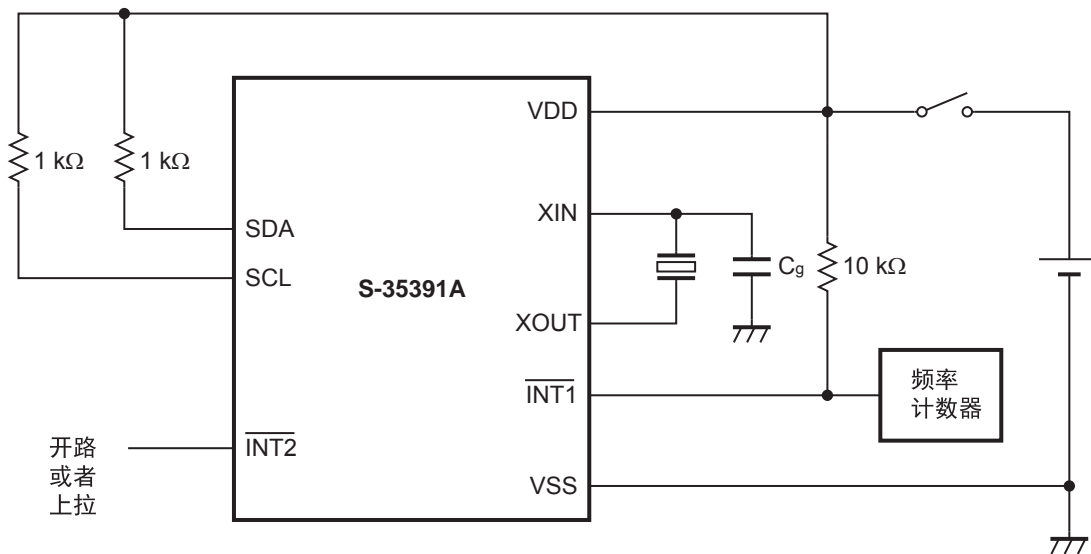 VDD
1 kΩ
1 kΩ
XIN
SDA
Cg
10 kΩ
SCL
S-35391A
XOUT
INT1
频率
计数器
开路
或者
上拉
INT2
VSS